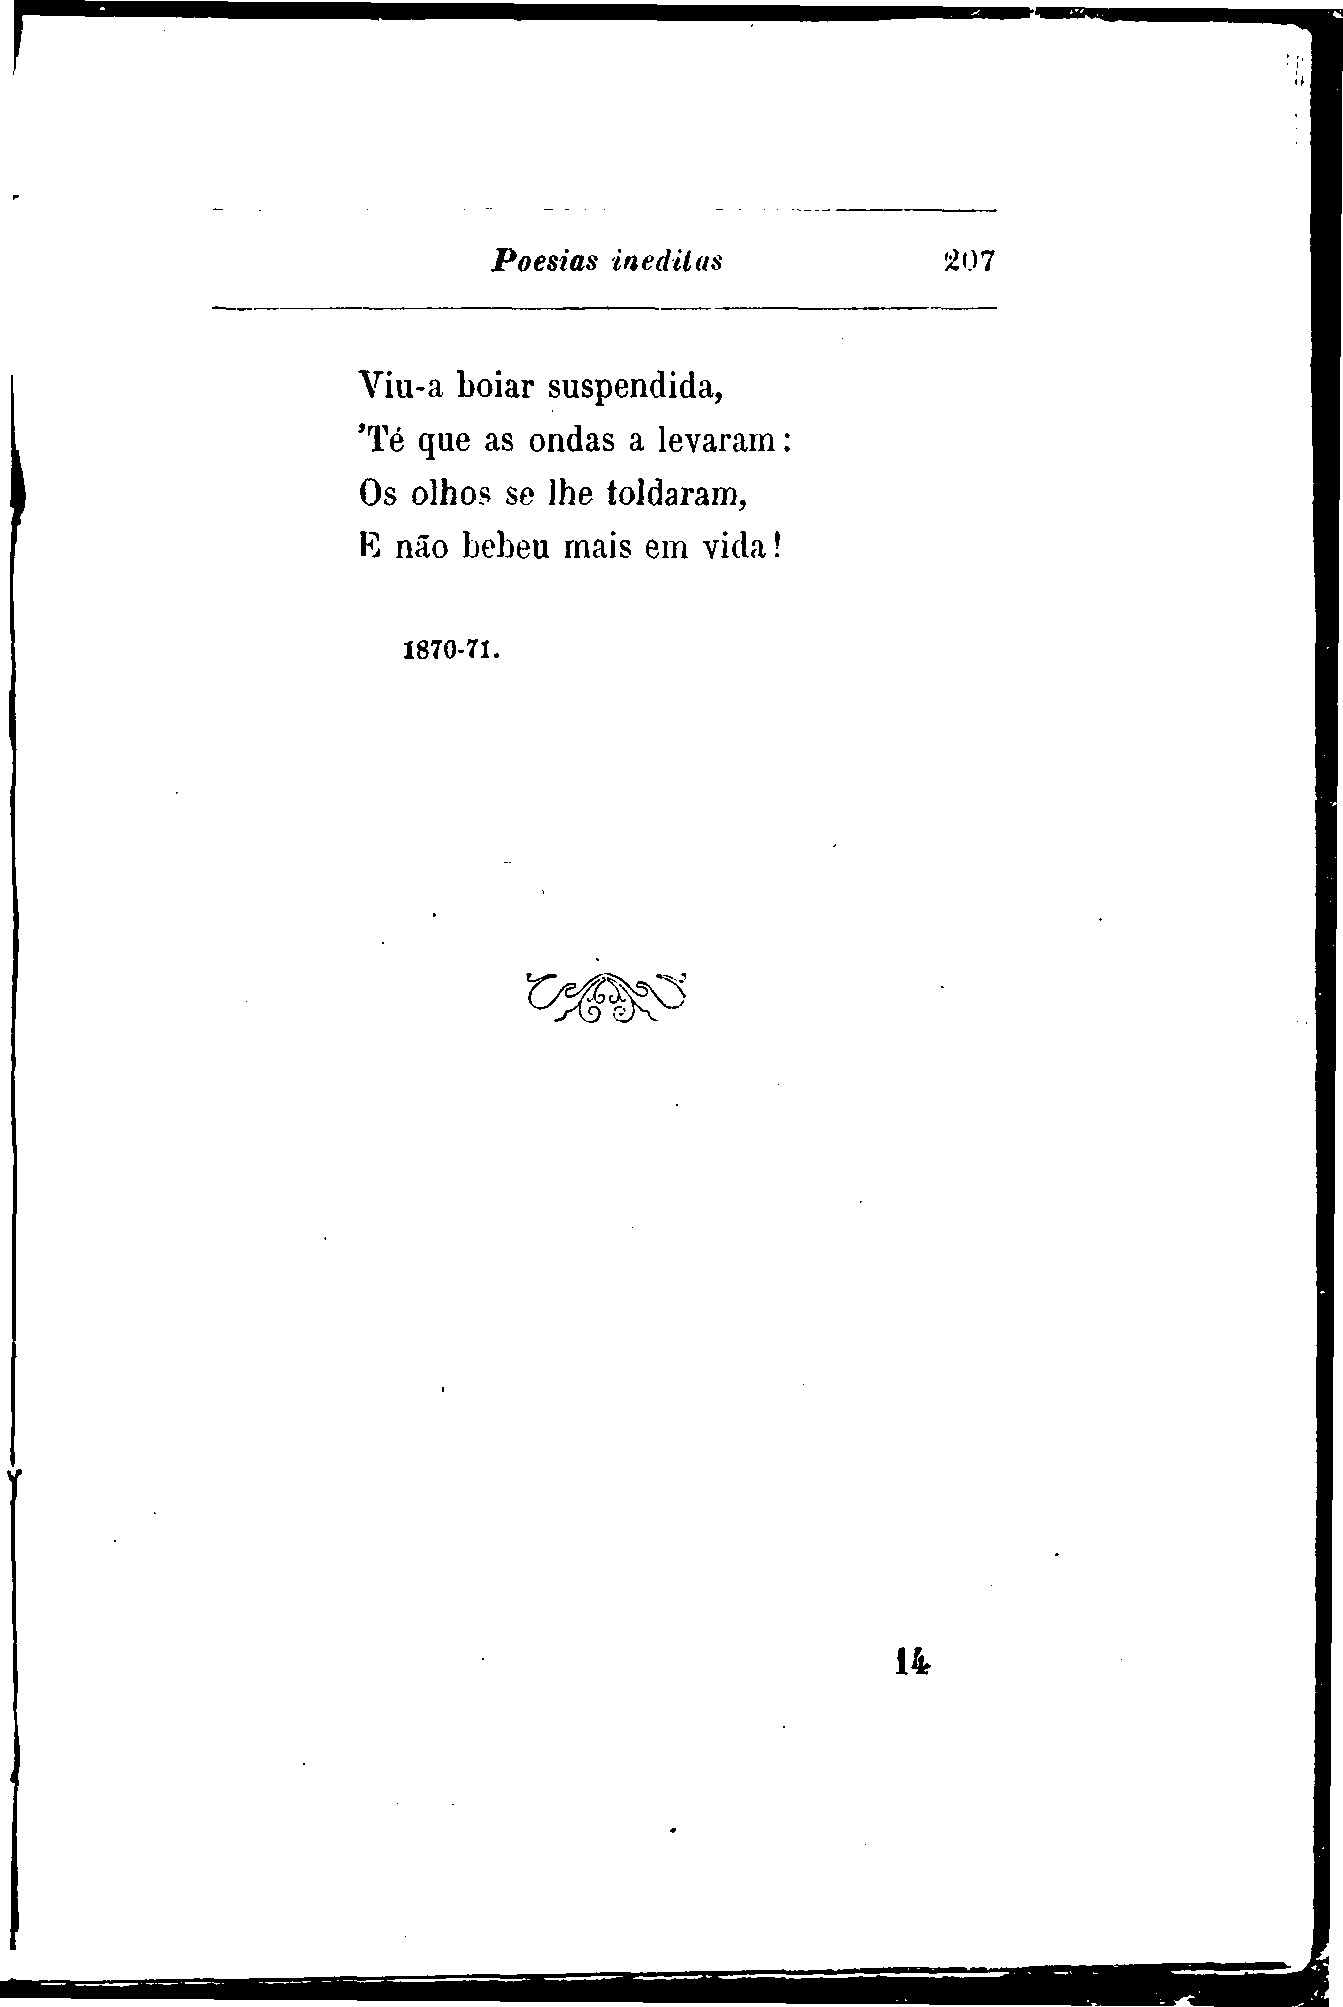 Poesias ineditas 207
Viu-a boiar suspendida,
'Té que as ondas a levaram:
Os olhos se lhe toldaram,
E não bebeu mais em vida!
1870-71.
14